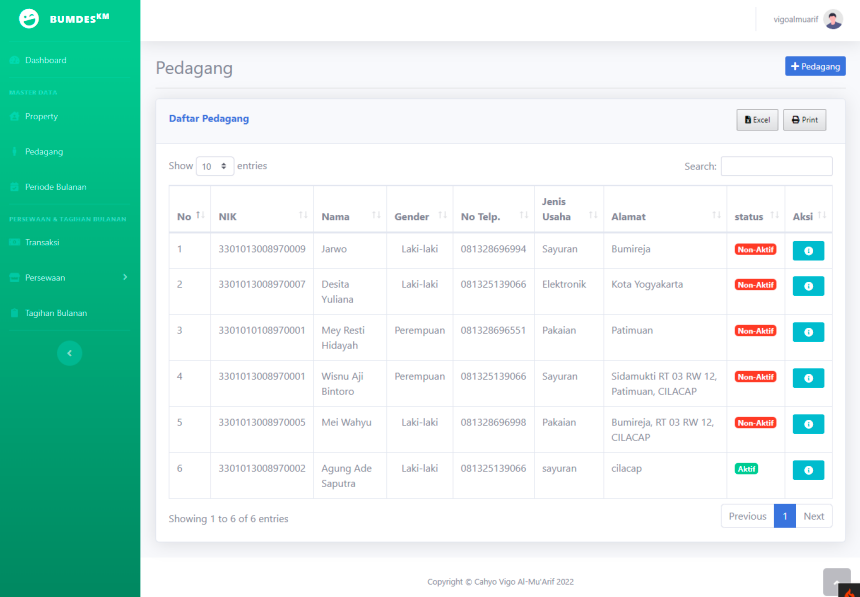 BUMDESKM
vigoalmuarif
Dashboard
MASTER DATA
Property
Pedagang
Periode Bulanan
PERSEWAAN & TAGIHAN BULANAN
Transaksi
Persewaan
Tagihan Bulanan
Pedagang
Pedagang
Daftar Pedagang
Excel
Print
Show 10 entries
Search:
No NIK Nama Gender No Telp. Jenis Usaha Alamat status Aksi
1 3301013008970009 Jarwo Laki-laki 081328696994 Sayuran Bumireja Non-Aktif
2 3301013008970007 Desita Yuliana Laki-laki 081325139066 Elektronik Kota Yogyakarta Non-Aktif
3 3301010108970001 Mey Resti Hidayah Perempuan 081328696551 Pakaian Patimuan Non-Aktif
4 3301013008970001 Wisnu Aji Bintoro Perempuan 081325139066 Sayuran Sidamukti RT 03 RW 12, Patimuan, CILACAP Non-Aktif
5 3301013008970005 Mei Wahyu Laki-laki 081328696998 Pakaian Bumireja, RT 03 RW 12, CILACAP Non-Aktif
6 3301013008970002 Agung Ade Saputra Laki-laki 081325139066 sayuran cilacap Aktif
Showing 1 to 6 of 6 entries
Previous 1 Next
Copyright © Cahyo Vigo Al-Mu'Arif 2022